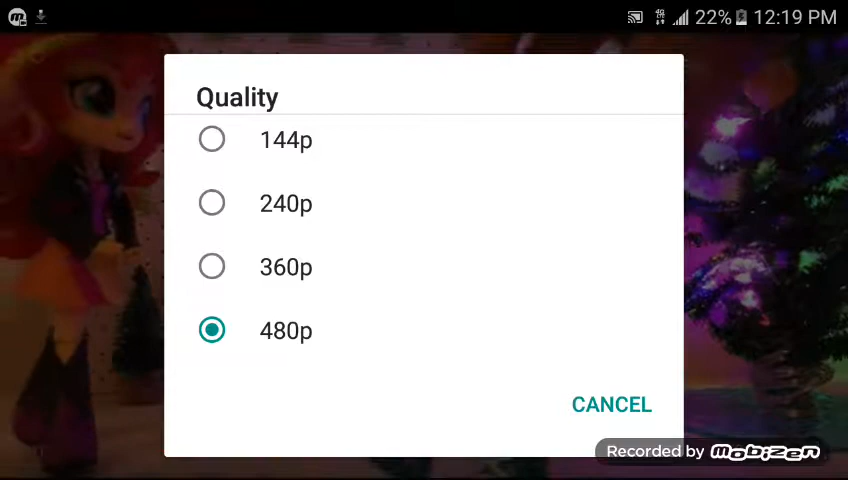 22% 12:19 PM
Quality
144p
240p
360p
480p
CANCEL
Recorded by Mobizen